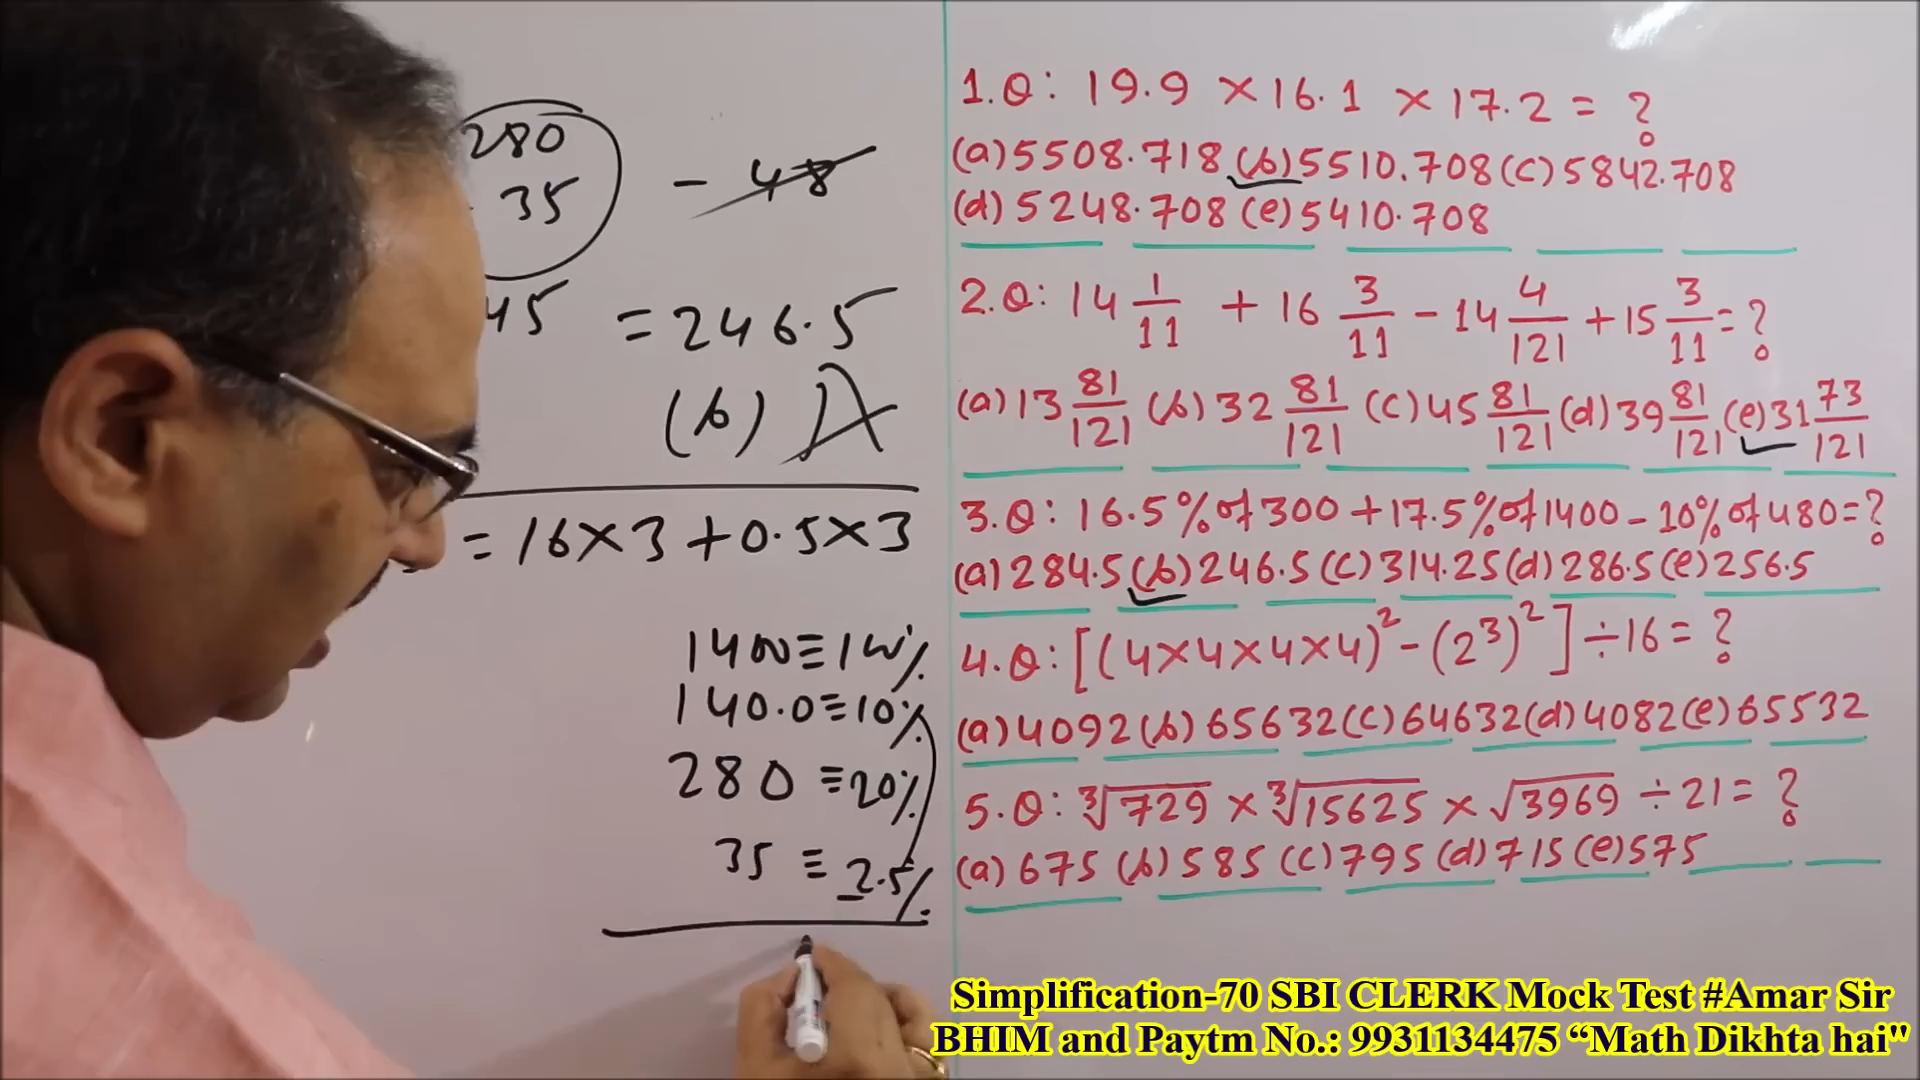 280
35
- 48
45
= 246.5
(b) A
= 16×3 + 0.5×3
1400 ≡ 100%
140.0 ≡ 10%
280 ≡ 20%
35 ≡ 2.5%
1.Q: 19.9 × 16.1 × 17.2 = ?
(a) 5508.718 (b) 5510.708 (c) 5842.708
(d) 5248.708 (e) 5410.708
2.Q: 14 1/11 + 16 3/11 - 14 4/121 + 15 3/11 = ?
(a) 13 81/121 (b) 32 81/121 (c) 45 81/121 (d) 39 81/121 (e) 31 73/121
3.Q: 16.5% of 300 + 17.5% of 1400 - 10% of 480 = ?
(a) 284.5 (b) 246.5 (c) 314.25 (d) 286.5 (e) 256.5
4.Q: [(4×4×4×4)² - (2³)²] ÷ 16 = ?
(a) 4092 (b) 65632 (c) 64632 (d) 4082 (e) 65532
5.Q: ∛729 × ∛15625 × √3969 ÷ 21 = ?
(a) 675 (b) 585 (c) 795 (d) 715 (e) 575
Simplification-70 SBI CLERK Mock Test #Amar Sir
BHIM and Paytm No.: 9931134475 “Math Dikhta hai"